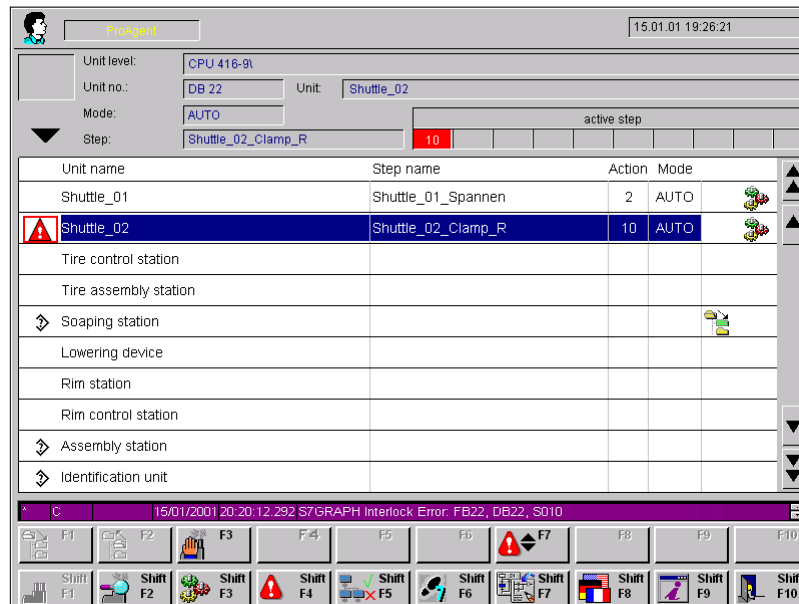 ProAgent 15.01.01 19:26:21
Unit level: CPU 416-9\
Unit no.: DB 22 Unit: Shuttle_02
Mode: AUTO active step
Step: Shuttle_02_Clamp_R 10
Unit name Step name Action Mode
Shuttle_01 Shuttle_01_Spannen 2 AUTO
Shuttle_02 Shuttle_02_Clamp_R 10 AUTO
Tire control station
Tire assembly station
Soaping station
Lowering device
Rim station
Rim control station
Assembly station
Identification unit
* C 15/01/2001 20:20:12.292 S7GRAPH Interlock Error: FB22, DB22, S010
F1 F2 F3 F4 F5 F6 F7 F8 F9 F10
Shift Shift Shift Shift Shift Shift Shift Shift Shift Shift
F1 F2 F3 F4 F5 F6 F7 F8 F9 F10